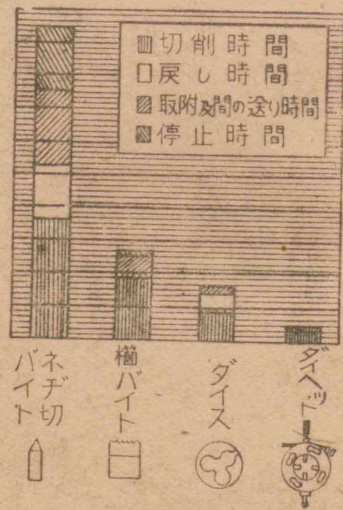 切削時間
戻し時間
取附及間の送り時間
停止時間
ネヂ切
バイト
櫛バイト
ダイス
ダイヘット